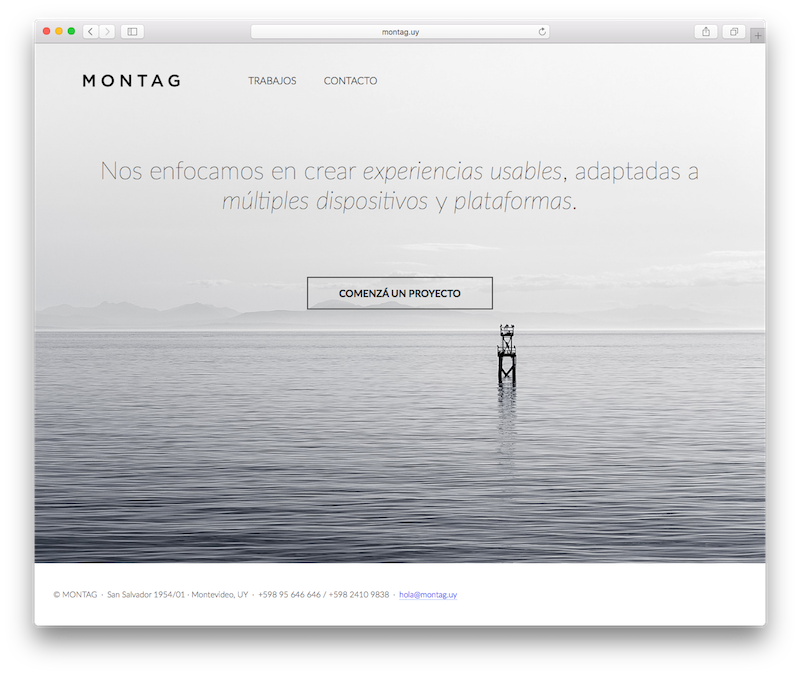 montag.uy
MONTAG
TRABAJOS CONTACTO
Nos enfocamos en crear experiencias usables, adaptadas a
múltiples dispositivos y plataformas.
COMENZÁ UN PROYECTO
© MONTAG · San Salvador 1954/01 - Montevideo, UY · +598 95 646 646 / +598 2410 9838 · hola@montag.uy